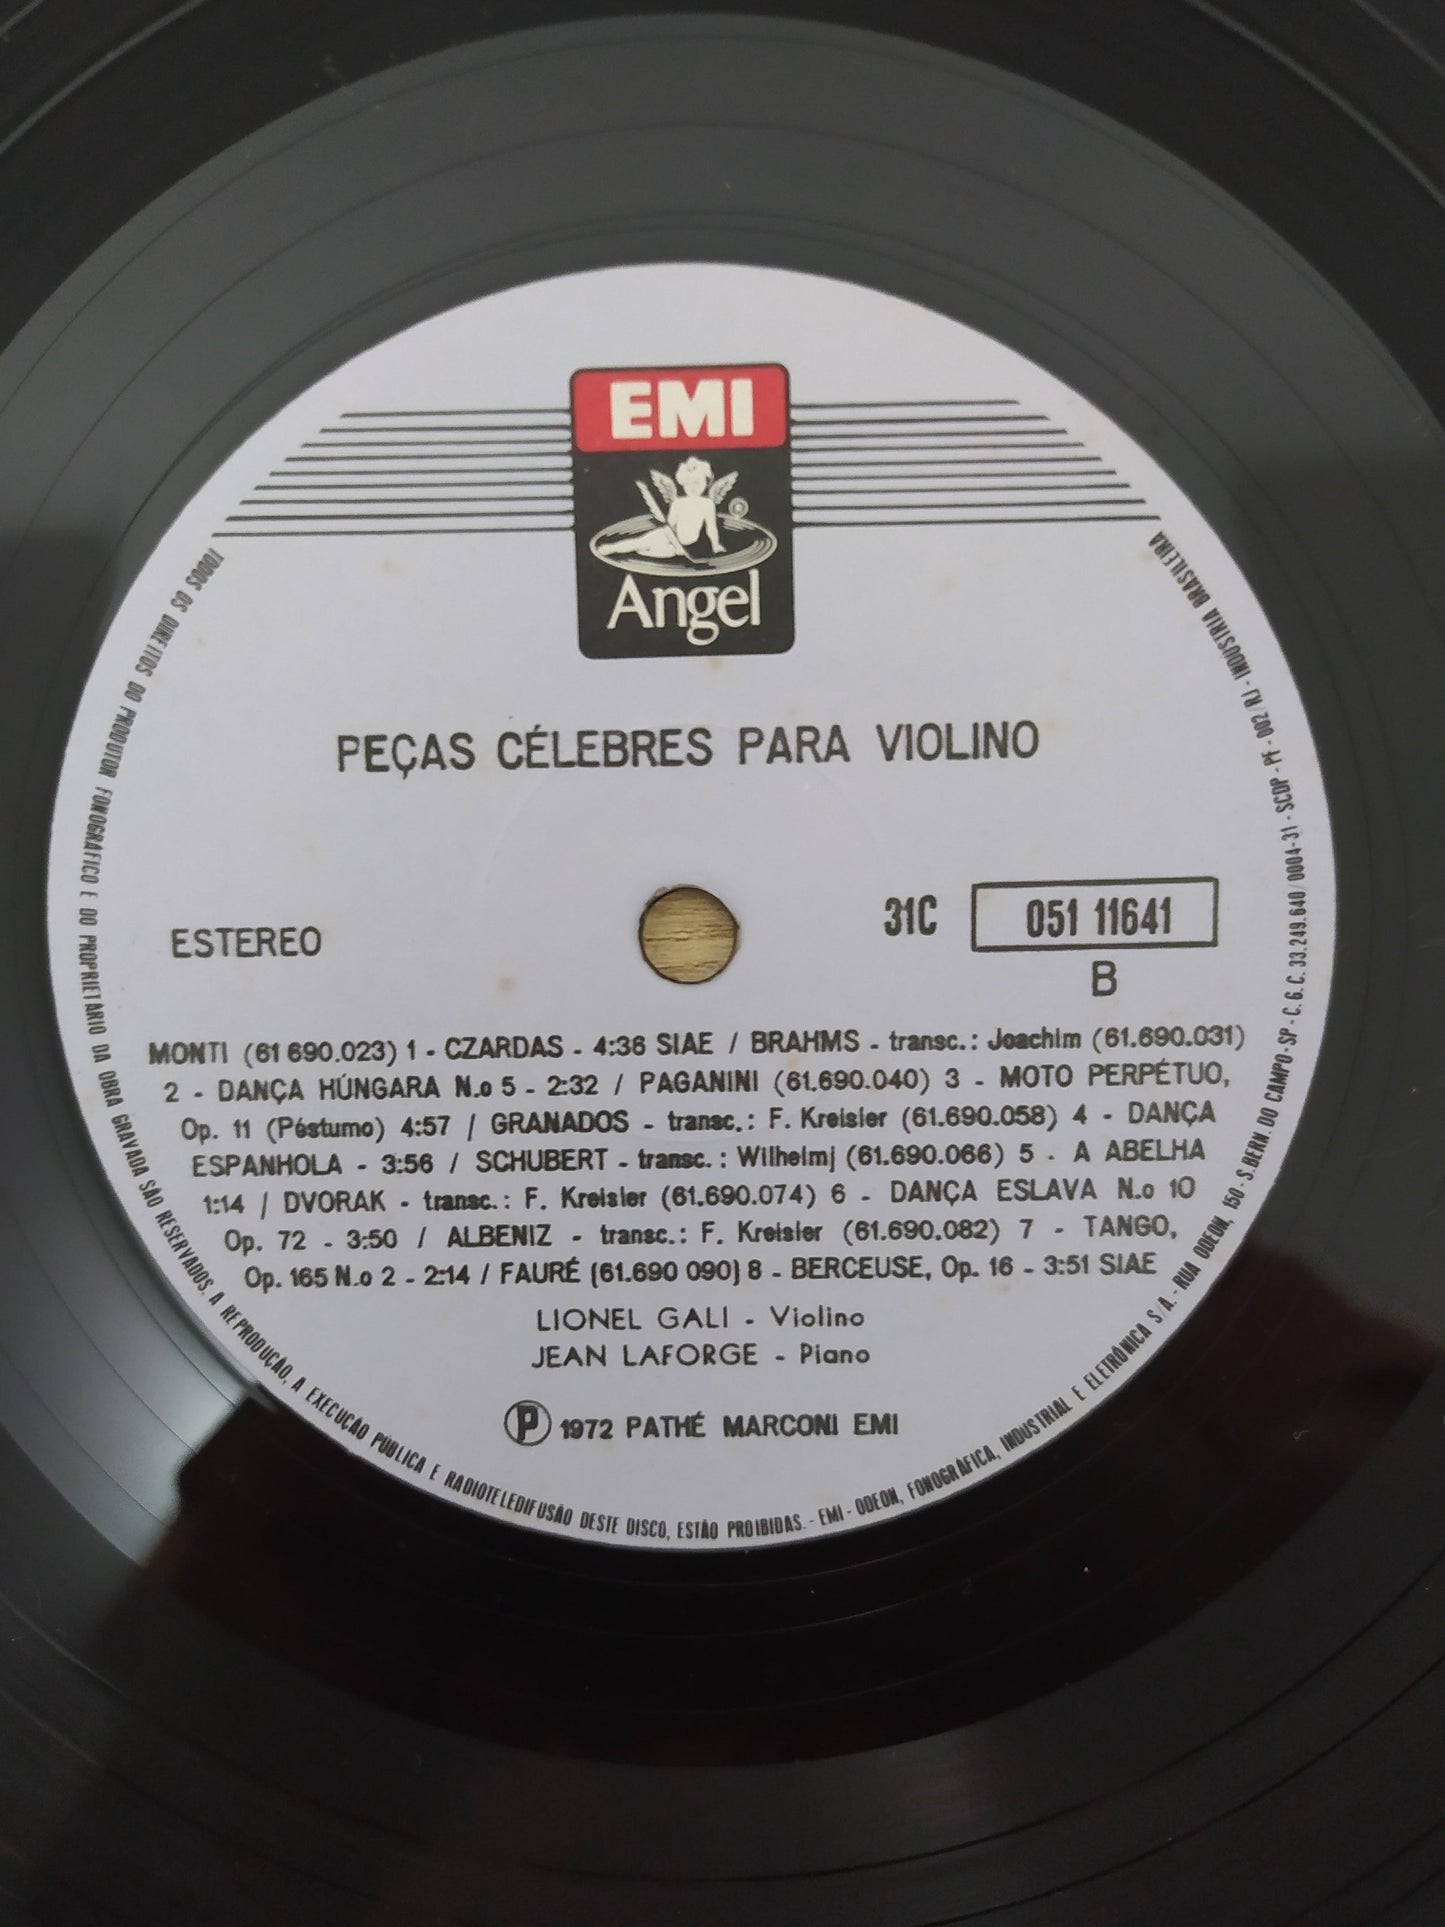 EMI
Angel
PEÇAS CÉLEBRES PARA VIOLINO
ESTEREO
31C 051 11641
B
MONTI (61 690.023) 1 - CZARDAS - 4:36 SIAE / BRAHMS - transc.: Joachim (61.690.031)
2 - DANÇA HÚNGARA N.o 5 - 2:32 / PAGANINI (61.690.040) 3 - MOTO PERPÉTUO,
Op. 11 (Póstumo) 4:57 / GRANADOS - transc.: F. Kreisler (61.690.058) 4 - DANÇA
ESPANHOLA - 3:56 / SCHUBERT - transc.: Wilhelmj (61.690.066) 5 - A ABELHA
1:14 / DVORAK - transc.: F. Kreisler (61.690.074) 6 - DANÇA ESLAVA N.o 10
Op. 72 - 3:50 / ALBENIZ - transc.: F. Kreisler (61.690.082) 7 - TANGO,
Op. 165 N.o 2 - 2:14 / FAURÉ (61.690 090) 8 - BERCEUSE, Op. 16 - 3:51 SIAE
LIONEL GALI - Violino
JEAN LAFORGE - Piano
℗ 1972 PATHÉ MARCONI EMI
TODOS OS DIREITOS DO PRODUTOR FONOGRÁFICO E DO PROPRIETÁRIO DA OBRA GRAVADA SÃO RESERVADOS. A REPRODUÇÃO, A EXECUÇÃO PÚBLICA E RADIOTELEDIFUSÃO DESTE DISCO, ESTÃO PROIBIDAS. - EMI - ODEON, FONOGRÁFICA, INDUSTRIAL E ELETRÔNICA S/A. - RUA ODEON, 150 - S. BERN. DO CAMPO-SP - C.G.C. 33.249.640/0004-31 - SCDP - PF - 002/RJ - INDUSTRIA BRASILEIRA